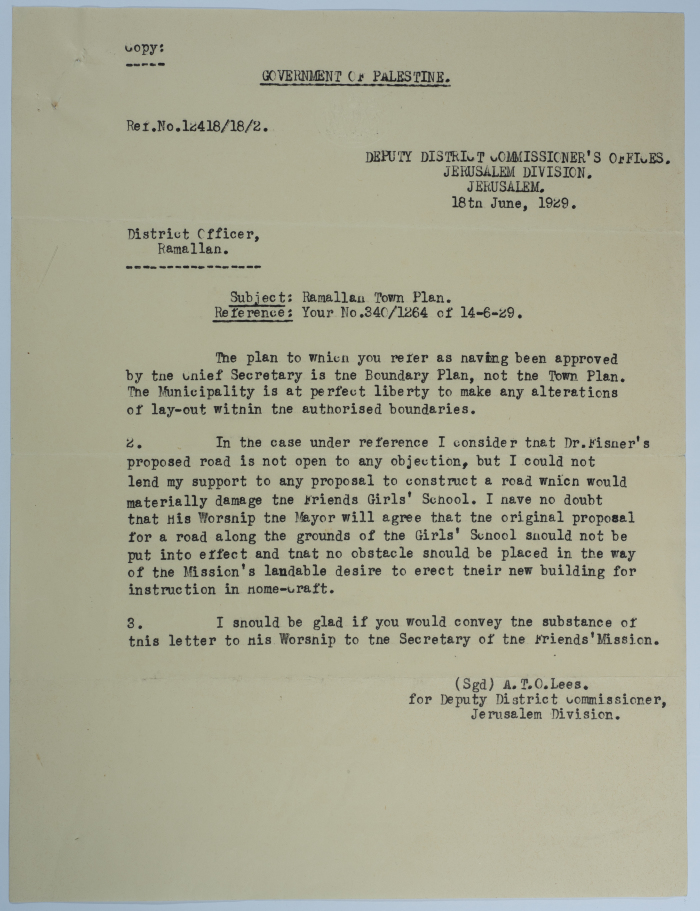 Copy:
GOVERNMENT OF PALESTINE.
Ref.No.12418/18/2.
DEPUTY DISTRICT COMMISSIONER'S OFFICES.
JERUSALEM DIVISION.
JERUSALEM.
18th June, 1929.
District Officer,
Ramallah.
Subject: Ramallah Town Plan.
Reference: Your No.340/1264 of 14-6-29.
The plan to which you refer as having been approved
by the Chief Secretary is the Boundary Plan, not the Town Plan.
The Municipality is at perfect liberty to make any alterations
of lay-out within the authorised boundaries.
2. In the case under reference I consider that Dr.Fisher's
proposed road is not open to any objection, but I could not
lend my support to any proposal to construct a road which would
materially damage the Friends Girls' School. I have no doubt
that His Worship the Mayor will agree that the original proposal
for a road along the grounds of the Girls' School should not be
put into effect and that no obstacle should be placed in the way
of the Mission's landable desire to erect their new building for
instruction in home-craft.
3. I should be glad if you would convey the substance of
this letter to His Worship to the Secretary of the Friends'Mission.
(Sgd) A.T.O.Lees.
for Deputy District Commissioner,
Jerusalem Division.